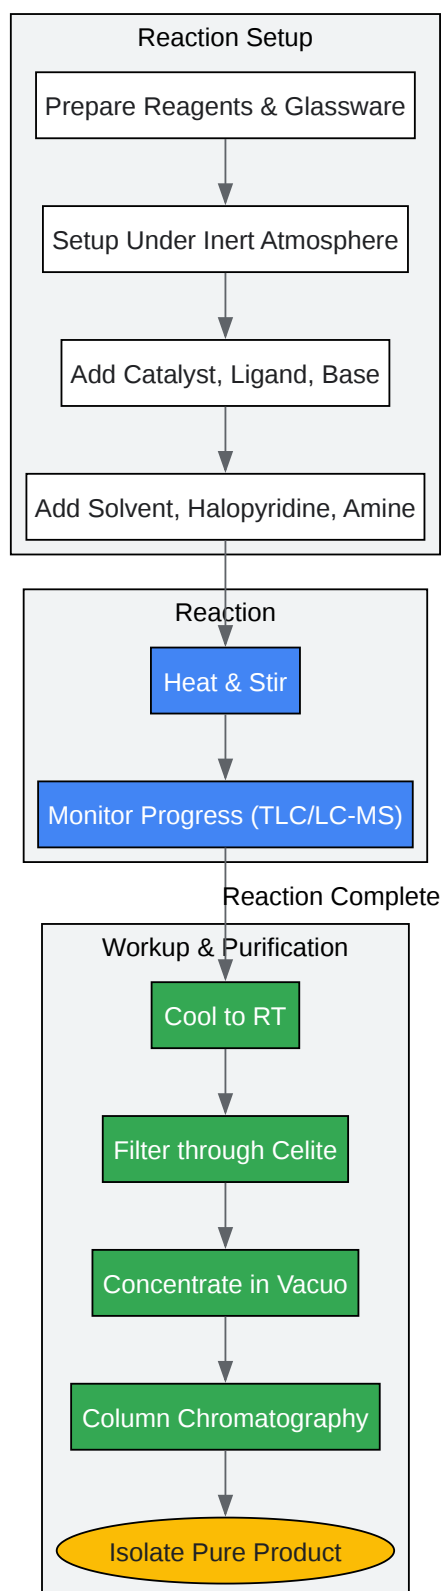 Reaction Setup
Prepare Reagents & Glassware
Setup Under Inert Atmosphere
Add Catalyst, Ligand, Base
Add Solvent, Halopyridine, Amine
Reaction
Heat & Stir
Monitor Progress (TLC/LC-MS)
Reaction Complete
Workup & Purification
Cool to RT
Filter through Celite
Concentrate in Vacuo
Column Chromatography
Isolate Pure Product